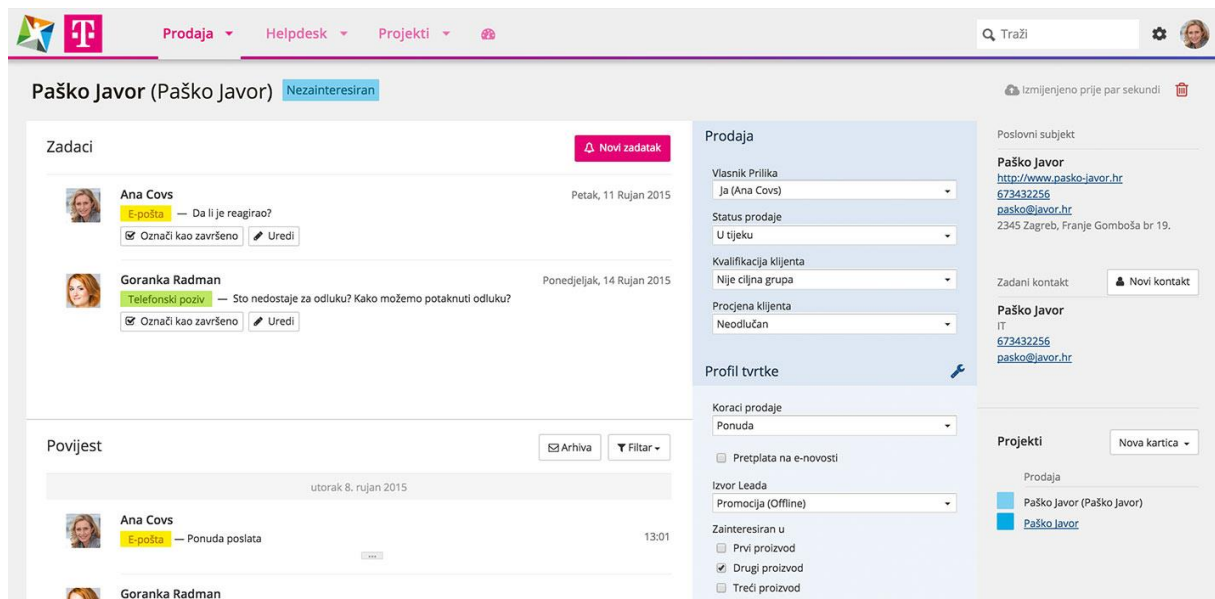 T
Prodaja
Helpdesk
Projekti
Traži
Paško Javor (Paško Javor)
Nezainteresiran
Izmijenjeno prije par sekundi
Zadaci
Novi zadatak
Ana Covs
Petak, 11 Rujan 2015
E-pošta — Da li je reagirao?
Označi kao završeno
Uredi
Goranka Radman
Ponedjeljak, 14 Rujan 2015
Telefonski poziv — Sto nedostaje za odluku? Kako možemo potaknuti odluku?
Označi kao završeno
Uredi
Povijest
Arhiva
Filtar
utorak 8. rujan 2015
Ana Covs
E-pošta — Ponuda poslata
13:01
...
Goranka Radman
Prodaja
Vlasnik Prilika
Ja (Ana Covs)
Status prodaje
U tijeku
Kvalifikacija klijenta
Nije ciljna grupa
Procjena klijenta
Neodlučan
Profil tvrtke
Koraci prodaje
Ponuda
Pretplata na e-novosti
Izvor Leada
Promocija (Offline)
Zainteresiran u
Prvi proizvod
Drugi proizvod
Treći proizvod
Poslovni subjekt
Paško Javor
http://www.pasko-javor.hr
673432256
pasko@javor.hr
2345 Zagreb, Franje Gomboša br 19.
Zadani kontakt
Novi kontakt
Paško Javor
IT
673432256
pasko@javor.hr
Projekti
Nova kartica
Prodaja
Paško Javor (Paško Javor)
Paško Javor